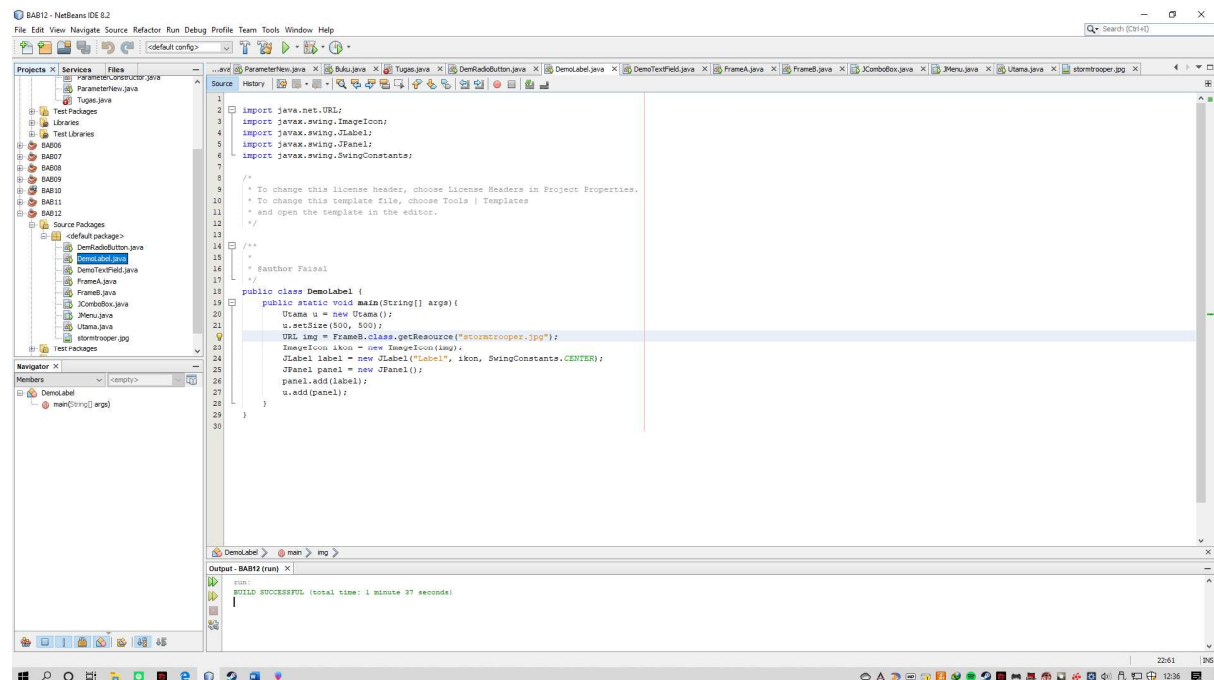 BAB12 - NetBeans IDE 8.2
File Edit View Navigate Source Refactor Run Debug Profile Team Tools Window Help
Search (Ctrl+I)
<default config>
Projects Services Files
...ava ParameterNew.java Buku.java Tugas.java DemRadioButton.java DemoLabel.java DemoTextField.java FrameA.java FrameB.java JComboBox.java JMenu.java Utama.java stormtrooper.jpg
Source History
ParameterConstructor.java
ParameterNew.java
Tugas.java
Test Packages
Libraries
Test Libraries
BAB06
BAB07
BAB08
BAB09
BAB10
BAB11
BAB12
Source Packages
<default package>
DemRadioButton.java
DemoLabel.java
DemoTextField.java
FrameA.java
FrameB.java
JComboBox.java
JMenu.java
Utama.java
stormtrooper.jpg
Test Packages
Navigator
Members <empty>
DemoLabel
main(String[] args)
1
2 import java.net.URL;
3 import javax.swing.ImageIcon;
4 import javax.swing.JLabel;
5 import javax.swing.JPanel;
6 import javax.swing.SwingConstants;
7
8 /*
9 * To change this license header, choose License Headers in Project Properties.
10 * To change this template file, choose Tools | Templates
11 * and open the template in the editor.
12 */
13
14 /**
15 *
16 * @author Faisal
17 */
18 public class DemoLabel {
19 public static void main(String[] args){
20 Utama u = new Utama();
21 u.setSize(500, 500);
URL img = FrameB.class.getResource("stormtrooper.jpg");
23 ImageIcon ikon = new ImageIcon(img);
24 JLabel label = new JLabel("Label", ikon, SwingConstants.CENTER);
25 JPanel panel = new JPanel();
26 panel.add(label);
27 u.add(panel);
28 }
29 }
30
DemoLabel main img
Output - BAB12 (run)
run:
BUILD SUCCESSFUL (total time: 1 minute 37 seconds)
22:61 INS
12:36